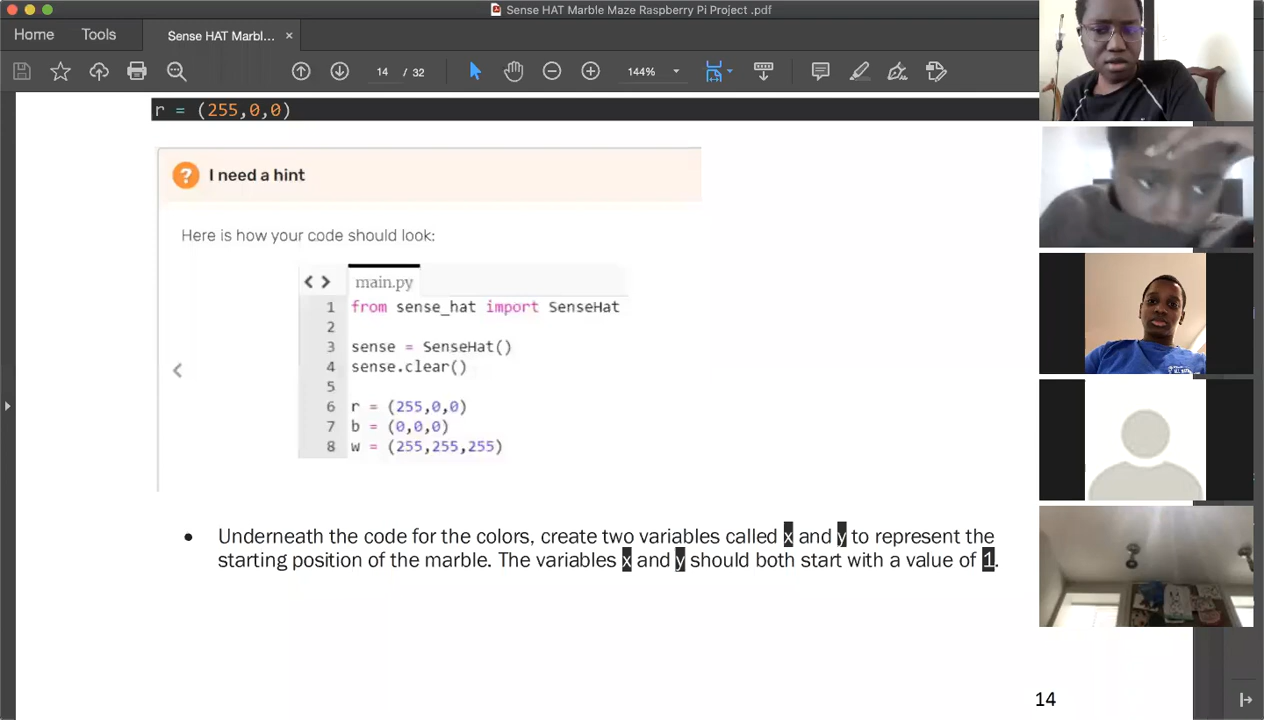 Sense HAT Marble Maze Raspberry Pi Project .pdf
Home Tools Sense HAT Marbl... ×
14 / 32 144%
r = (255,0,0)
? I need a hint
Here is how your code should look:
< > main.py
1 from sense_hat import SenseHat
2
3 sense = SenseHat()
4 sense.clear()
5
6 r = (255,0,0)
7 b = (0,0,0)
8 w = (255,255,255)
• Underneath the code for the colors, create two variables called x and y to represent the
starting position of the marble. The variables x and y should both start with a value of 1.
14